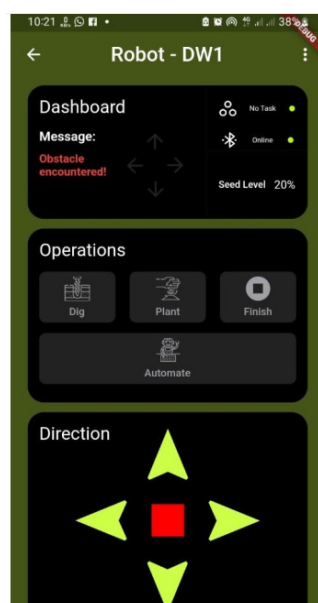 10:21
38%
DEBUG
Robot - DW1
Dashboard
No Task
Message:
Online
Obstacle
encountered!
Seed Level 20%
Operations
Dig
Plant
Finish
Automate
Direction